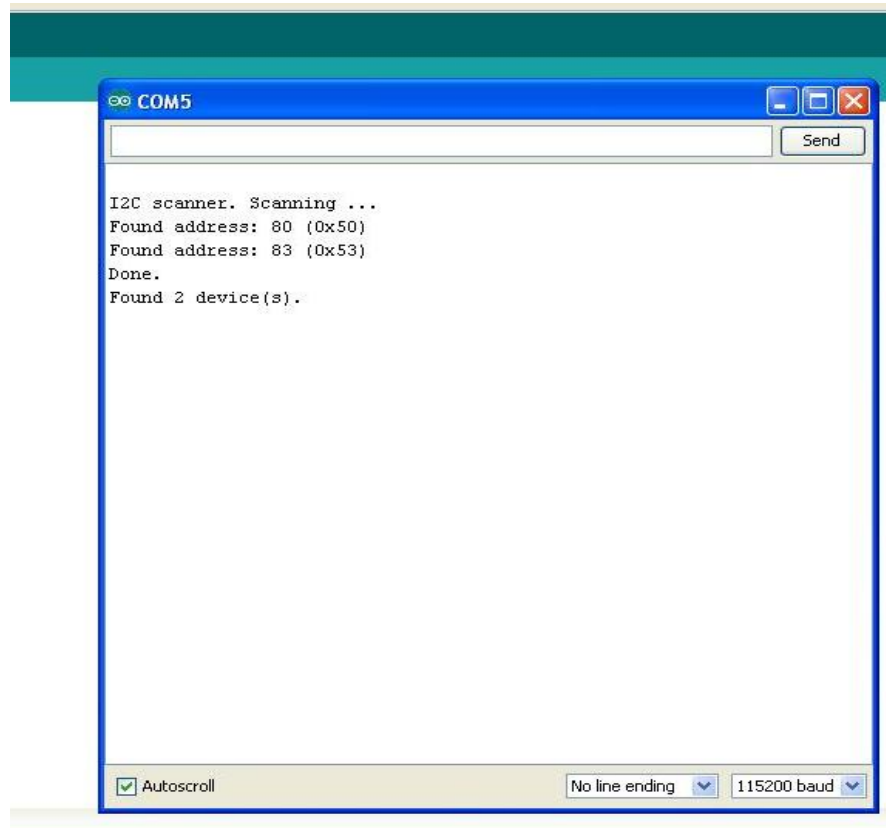 COM5
Send
I2C scanner. Scanning ...
Found address: 80 (0x50)
Found address: 83 (0x53)
Done.
Found 2 device(s).
Autoscroll
No line ending
115200 baud